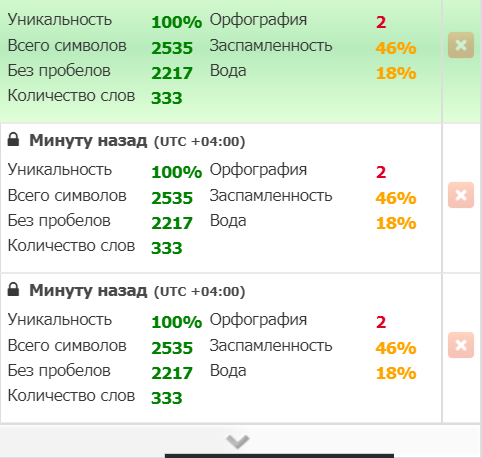 Уникальность 100% Орфография 2
Всего символов 2535 Заспамленность 46%
Без пробелов 2217 Вода 18%
Количество слов 333
Минуту назад (UTC +04:00)
Уникальность 100% Орфография 2
Всего символов 2535 Заспамленность 46%
Без пробелов 2217 Вода 18%
Количество слов 333
Минуту назад (UTC +04:00)
Уникальность 100% Орфография 2
Всего символов 2535 Заспамленность 46%
Без пробелов 2217 Вода 18%
Количество слов 333